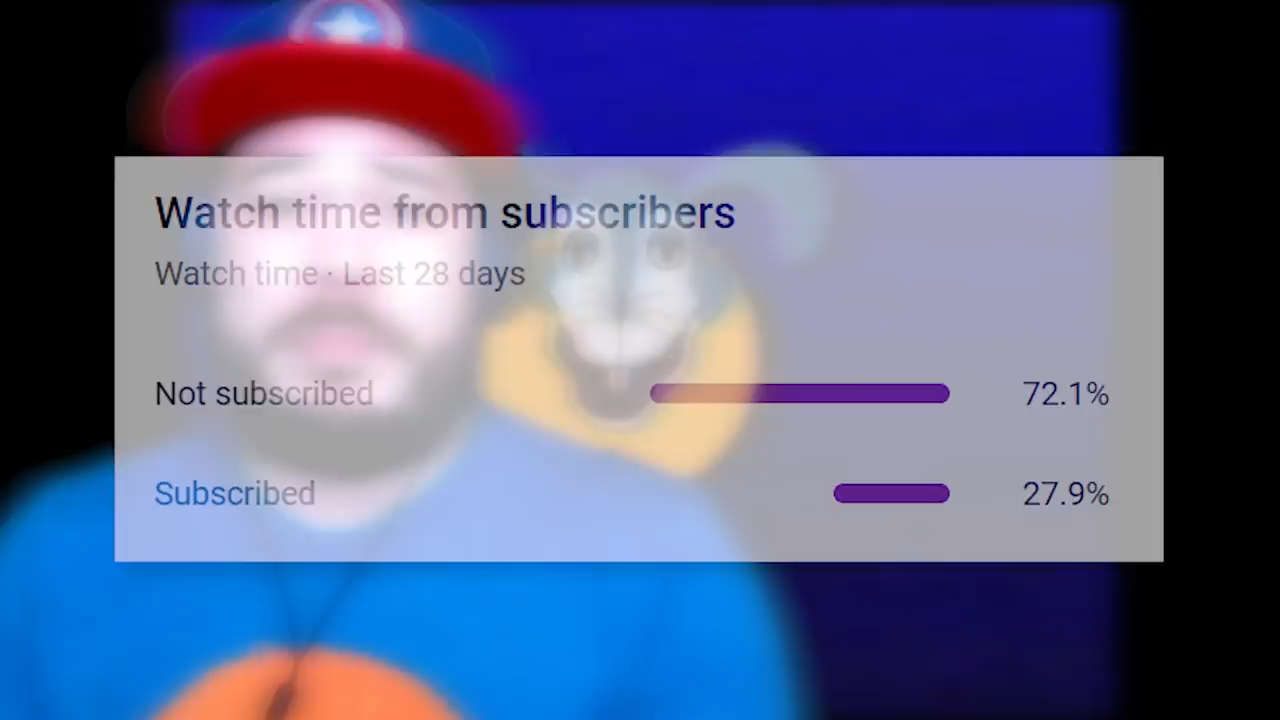 Watch time from subscribers
Watch time · Last 28 days
Not subscribed 72.1%
Subscribed 27.9%